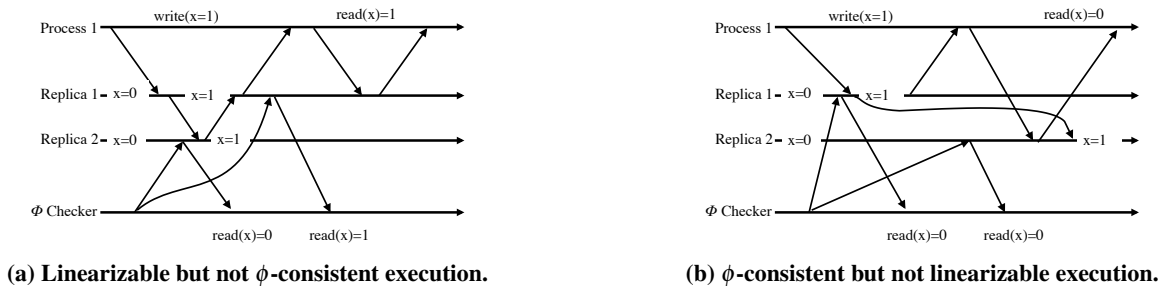 write(x=1) read(x)=1
Process 1
Replica 1 x=0 x=1
Replica 2 x=0 x=1
Φ Checker
read(x)=0 read(x)=1
(a) Linearizable but not ϕ-consistent execution.
write(x=1) read(x)=0
Process 1
Replica 1 x=0 x=1
Replica 2 x=0 x=1
Φ Checker
read(x)=0 read(x)=0
(b) ϕ-consistent but not linearizable execution.